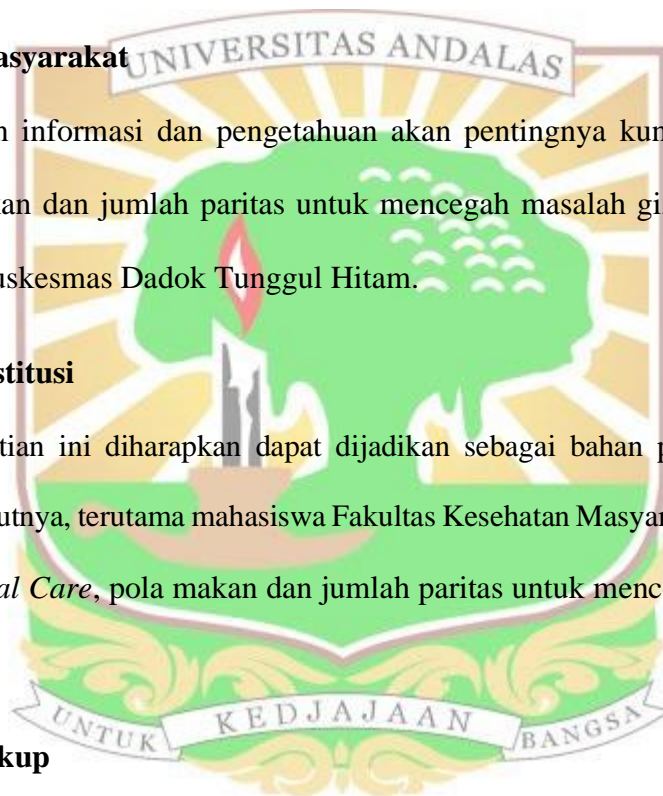 asyarakat
UNIVERSITAS ANDALAS
n informasi dan pengetahuan akan pentingnya kun
kan dan jumlah paritas untuk mencegah masalah gi
uskesmas Dadok Tunggul Hitam.
stitusi
tian ini diharapkan dapat dijadikan sebagai bahan p
utnya, terutama mahasiswa Fakultas Kesehatan Masyar
al Care, pola makan dan jumlah paritas untuk menc
UNTUK KEDJAJAAN BANGSA
kup